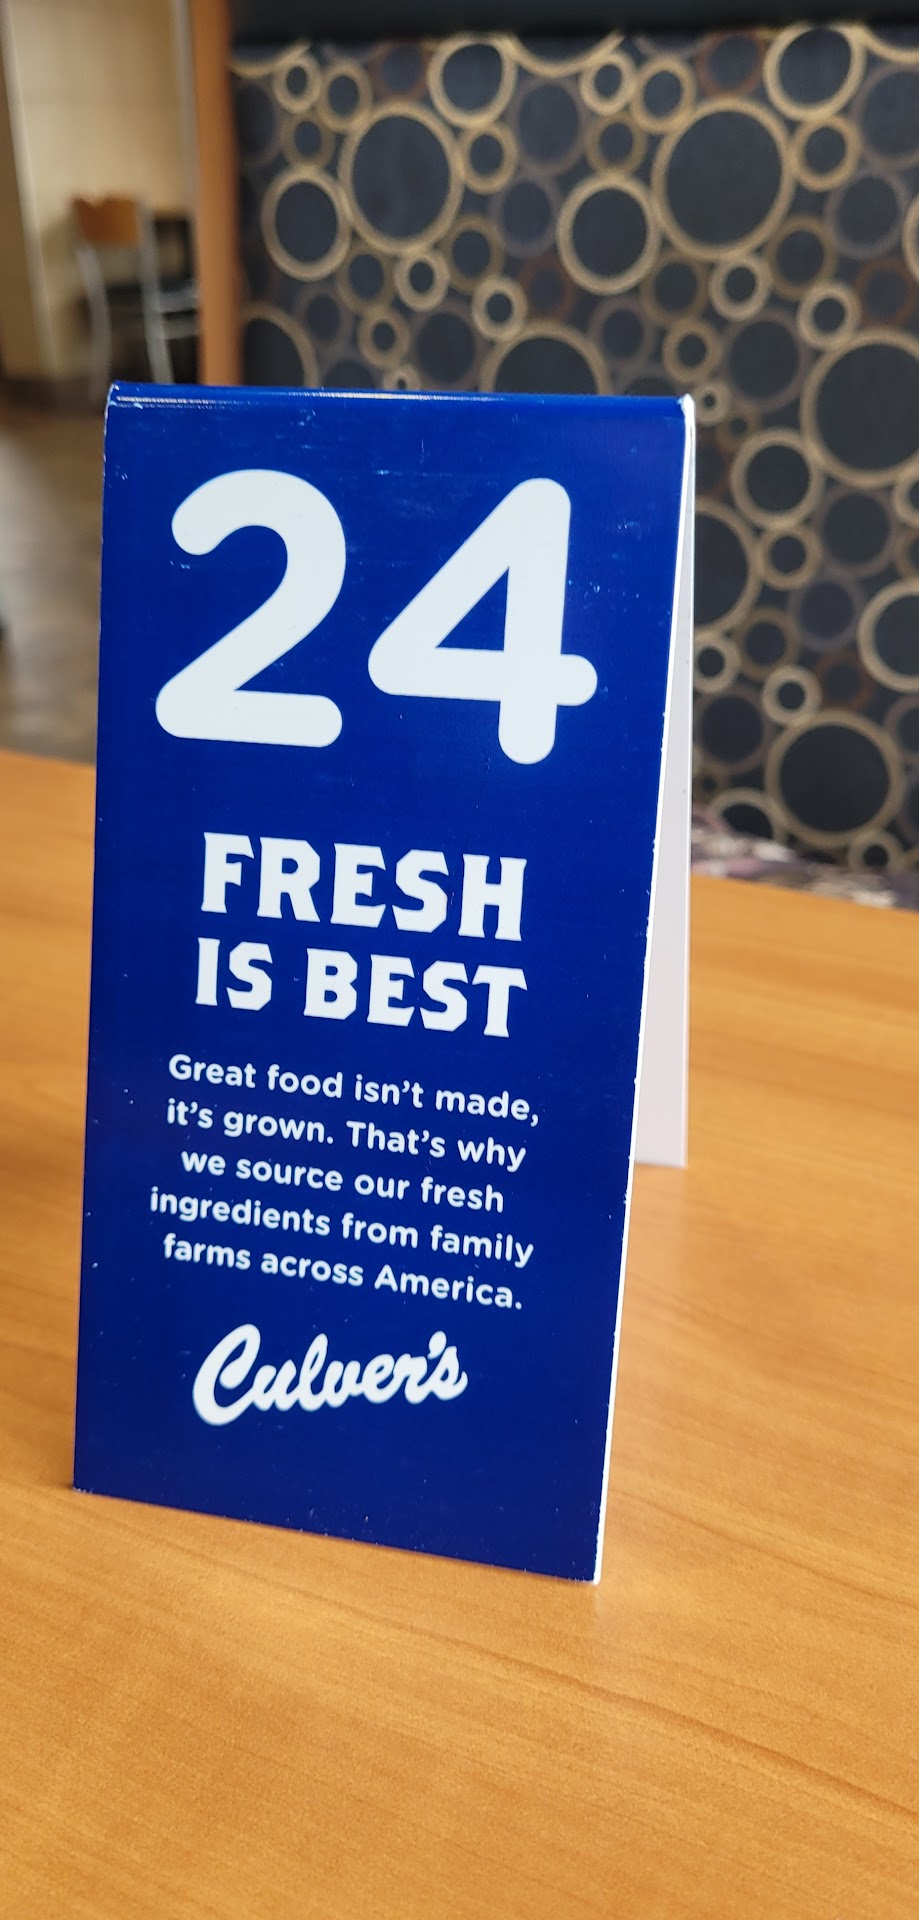 24
FRESH
IS BEST
Great food isn't made,
it's grown. That's why
we source our fresh
ingredients from family
farms across America.
Culver's